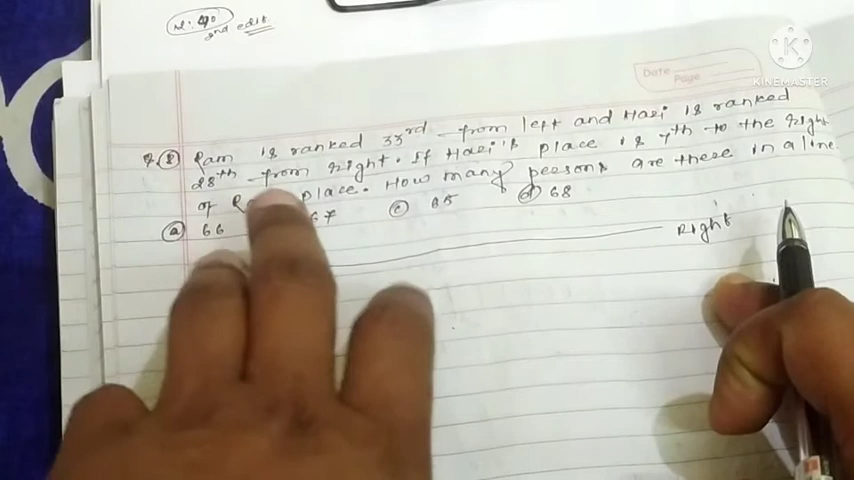 2nd edit
Date
Page
KINEMASTER
Ram is ranked 33rd from left and Hari is ranked
28th from right. If Hari's place is 7th to the right
of place. How many persons are there in a line
(a) 66 67 (c) 65 (d) 68
Right